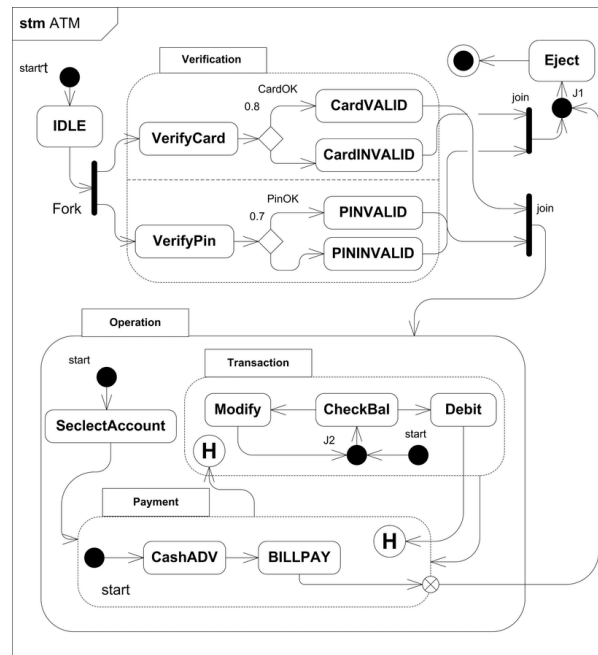 stm ATM
start't
IDLE
Fork
Verification
VerifyCard
CardOK
0.8
CardVALID
CardINVALID
VerifyPin
PinOK
0.7
PINVALID
PININVALID
Eject
J1
join
join
Operation
start
SeclectAccount
Transaction
Modify
CheckBal
Debit
J2
start
H
Payment
H
CashADV
BILLPAY
start